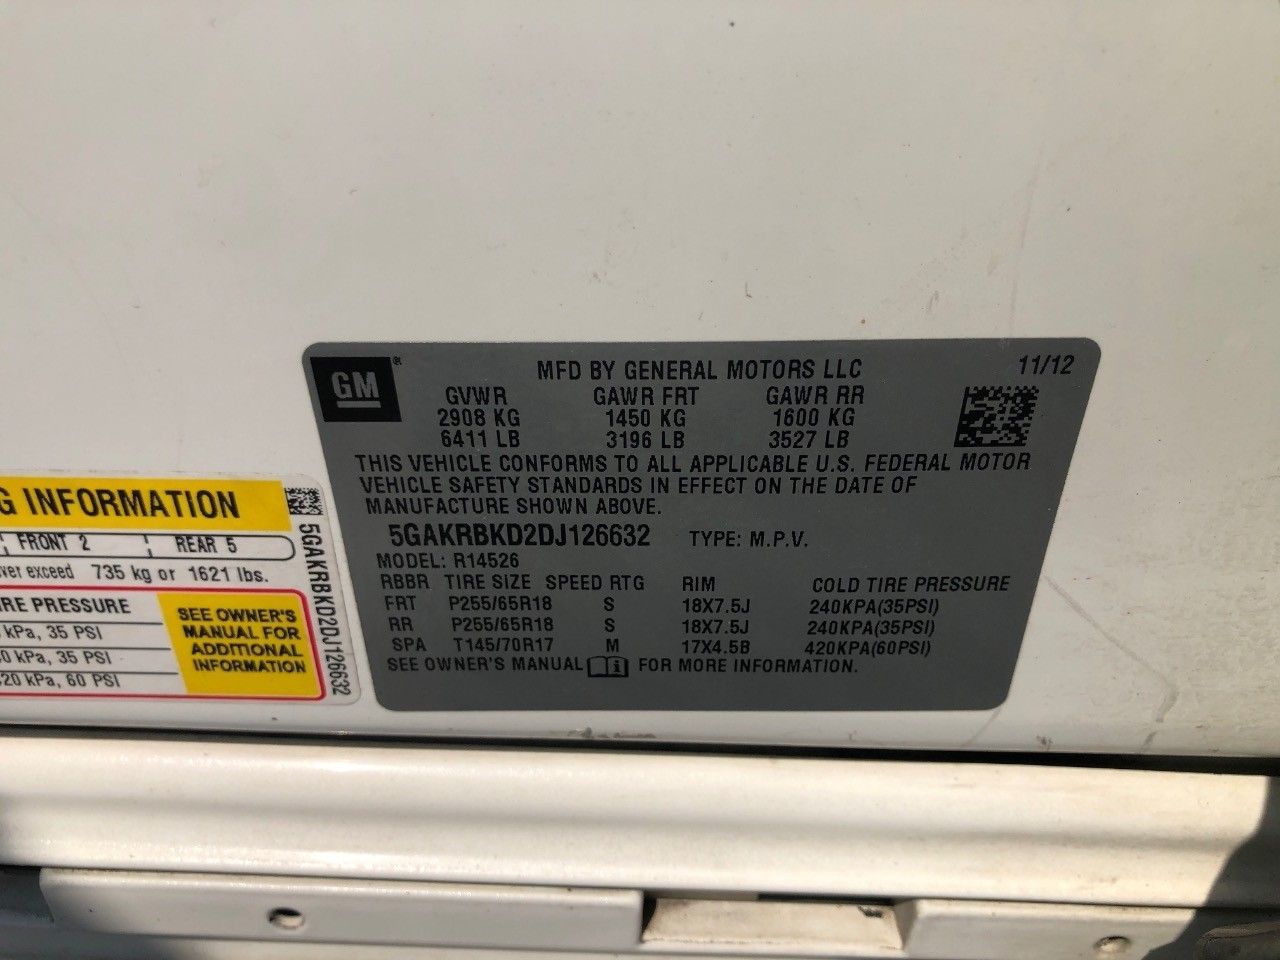 GM
®
MFD BY GENERAL MOTORS LLC
11/12
GVWR GAWR FRT GAWR RR
2908 KG 1450 KG 1600 KG
6411 LB 3196 LB 3527 LB
THIS VEHICLE CONFORMS TO ALL APPLICABLE U.S. FEDERAL MOTOR
VEHICLE SAFETY STANDARDS IN EFFECT ON THE DATE OF
MANUFACTURE SHOWN ABOVE.
5GAKRBKD2DJ126632 TYPE: M.P.V.
MODEL: R14526
RBBR TIRE SIZE SPEED RTG RIM COLD TIRE PRESSURE
FRT P255/65R18 S 18X7.5J 240KPA(35PSI)
RR P255/65R18 S 18X7.5J 240KPA(35PSI)
SPA T145/70R17 M 17X4.5B 420KPA(60PSI)
SEE OWNER'S MANUAL FOR MORE INFORMATION.
G INFORMATION
FRONT 2 REAR 5
ver exceed 735 kg or 1621 lbs.
IRE PRESSURE
kPa, 35 PSI
0 kPa, 35 PSI
20 kPa, 60 PSI
SEE OWNER'S
MANUAL FOR
ADDITIONAL
INFORMATION
5GAKRBKD2DJ126632